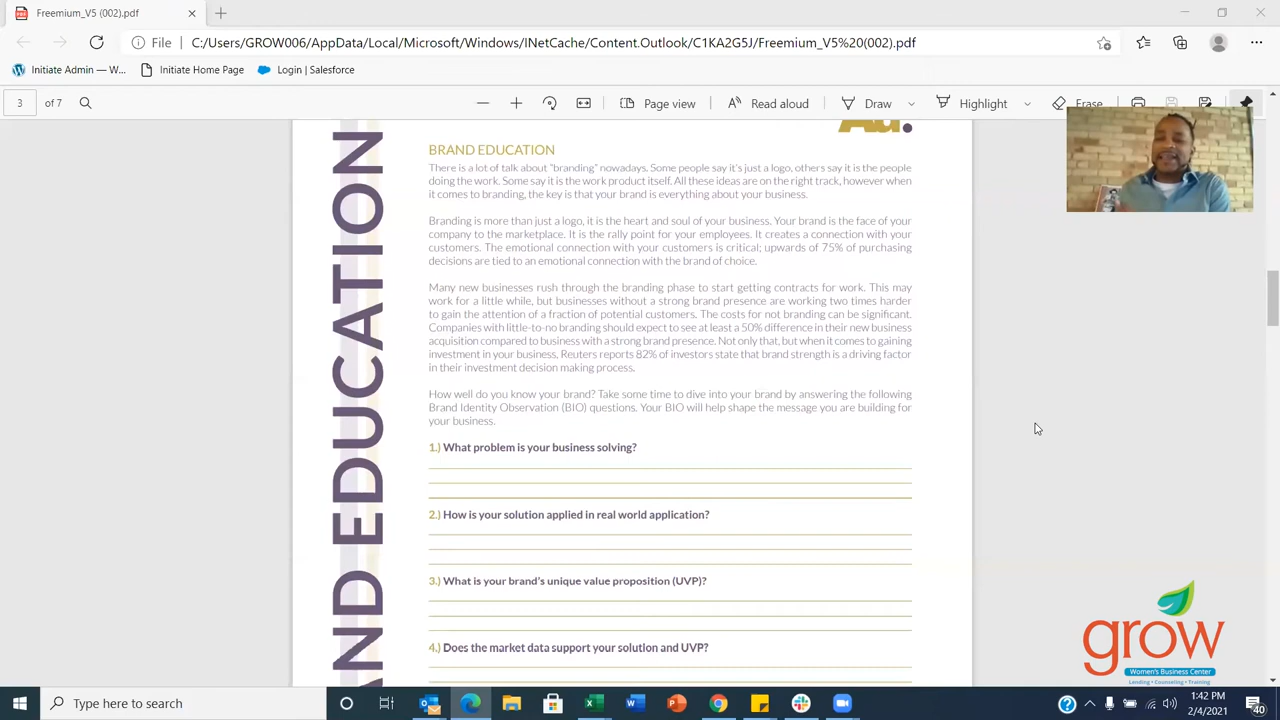 Freemium_V5 (002).pdf
File
C:/Users/GROW006/AppData/Local/Microsoft/Windows/INetCache/Content.Outlook/C1KA2G5J/Freemium_V5%20(002).pdf
Initiate Admin — W...
Initiate Home Page
Login | Salesforce
3 of 7
Page view
Read aloud
Draw
Highlight
Erase
BRAND EDUCATION
There is a lot of talk about "branding" nowadays. Some people say it's just a logo, others say it is the people
doing the work. Some say it is the work product itself. All these ideas are on the right track, however when
it comes to branding, the key is that your brand is everything about your business.
Branding is more than just a logo, it is the heart and soul of your business. Your brand is the face of your
company to the marketplace. It is the rally point for your employees. It creates a connection with your
customers. The emotional connection with your customers is critical; upwards of 75% of purchasing
decisions are tied to an emotional connection with the brand of choice.
Many new businesses rush through the branding phase to start getting contracts for work. This may
work for a little while, but businesses without a strong brand presence are working two times harder
to gain the attention of a fraction of potential customers. The costs for not branding can be significant.
Companies with little-to-no branding should expect to see at least a 50% difference in their new business
acquisition compared to business with a strong brand presence. Not only that, but when it comes to gaining
investment in your business. Reuters reports 82% of investors state that brand strength is a driving factor
in their investment decision making process.
How well do you know your brand? Take some time to dive into your brand by answering the following
Brand Identity Observation (BIO) questions. Your BIO will help shape the message you are building for
your business.
1.) What problem is your business solving?
2.) How is your solution applied in real world application?
3.) What is your brand's unique value proposition (UVP)?
4.) Does the market data support your solution and UVP?
ND EDUCATION
grow
Women's Business Center
Lending • Counseling • Training
Type here to search
1:42 PM
2/4/2021
40